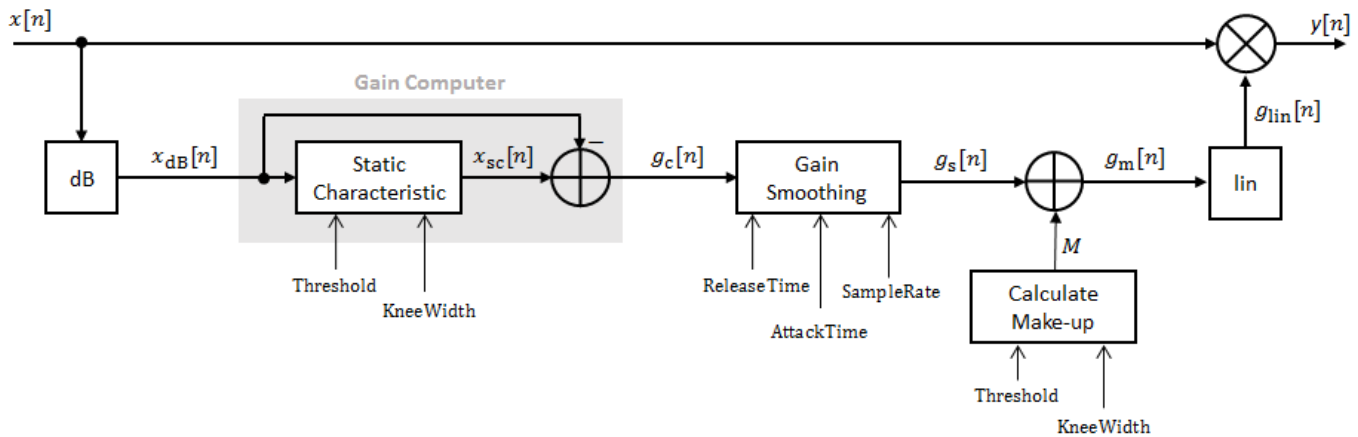 x[n]
y[n]
Gain Computer
g_lin[n]
dB
x_dB[n]
Static
Characteristic
x_sc[n]
−
g_c[n]
Gain
Smoothing
g_s[n]
g_m[n]
lin
Threshold
KneeWidth
ReleaseTime
AttackTime
SampleRate
M
Calculate
Make-up
Threshold
KneeWidth